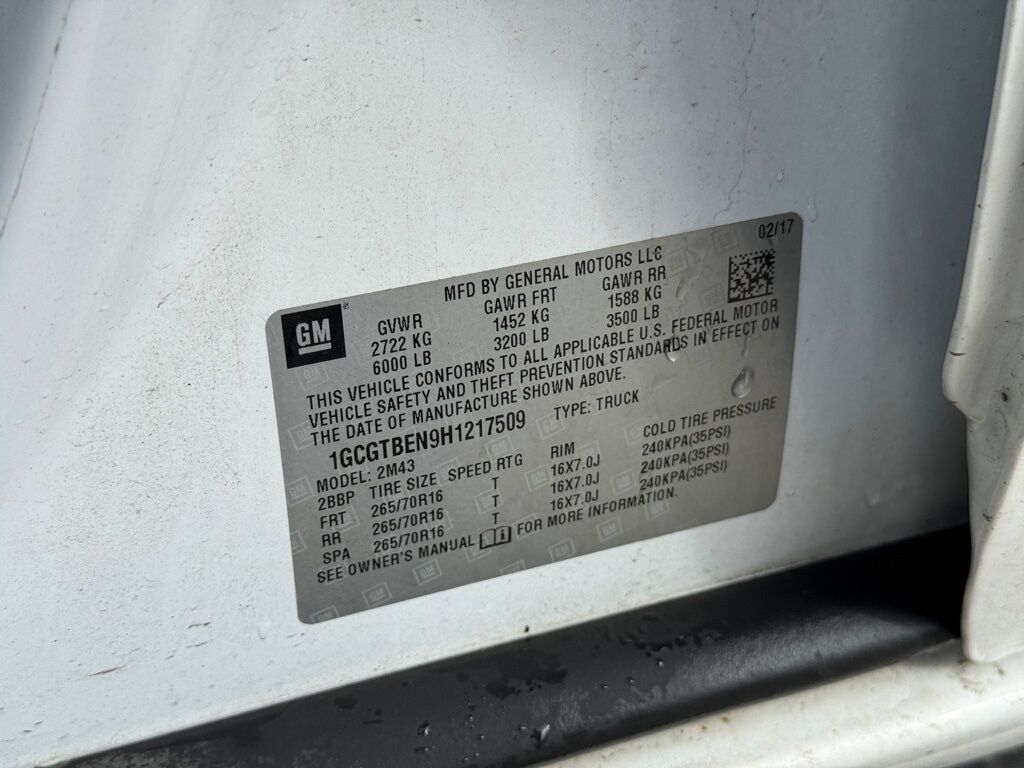 02/17
MFD BY GENERAL MOTORS LLC
GM ®
GVWR GAWR FRT GAWR RR
2722 KG 1452 KG 1588 KG
6000 LB 3200 LB 3500 LB
THIS VEHICLE CONFORMS TO ALL APPLICABLE U.S. FEDERAL MOTOR
VEHICLE SAFETY AND THEFT PREVENTION STANDARDS IN EFFECT ON
THE DATE OF MANUFACTURE SHOWN ABOVE.
1GCGTBEN9H1217509 TYPE: TRUCK
MODEL: 2M43
2BBP TIRE SIZE SPEED RTG RIM COLD TIRE PRESSURE
FRT 265/70R16 T 16X7.0J 240KPA(35PSI)
RR 265/70R16 T 16X7.0J 240KPA(35PSI)
SPA 265/70R16 T 16X7.0J 240KPA(35PSI)
SEE OWNER'S MANUAL FOR MORE INFORMATION.